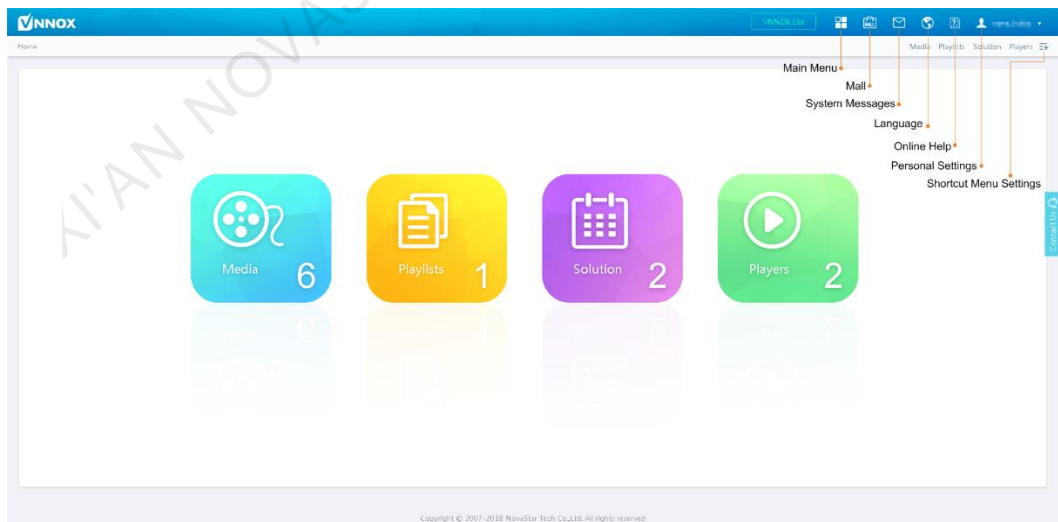 VNNOX
VNNOX Lite
MALL
Home
Media Playlists Solution Players
Main Menu
Mall
System Messages
Language
Online Help
Personal Settings
Shortcut Menu Settings
XI'AN NOVAS
Contact Us
Media 6
Playlists 1
Solution 2
Players 2
Copyright © 2007-2018 NovaStar Tech Co.,Ltd. All rights reserved